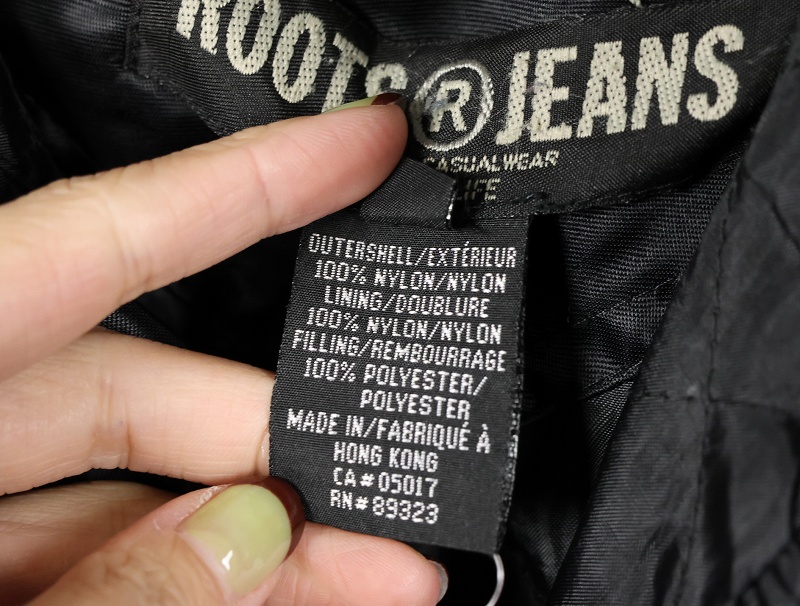 ROOTS ® JEANS
CASUALWEAR
OUTERSHELL/EXTÉRIEUR
100% NYLON/NYLON
LINING/DOUBLURE
100% NYLON/NYLON
FILLING/REMBOURRAGE
100% POLYESTER/
POLYESTER
MADE IN/FABRIQUÉ À
HONG KONG
CA# 05017
RN# 89323